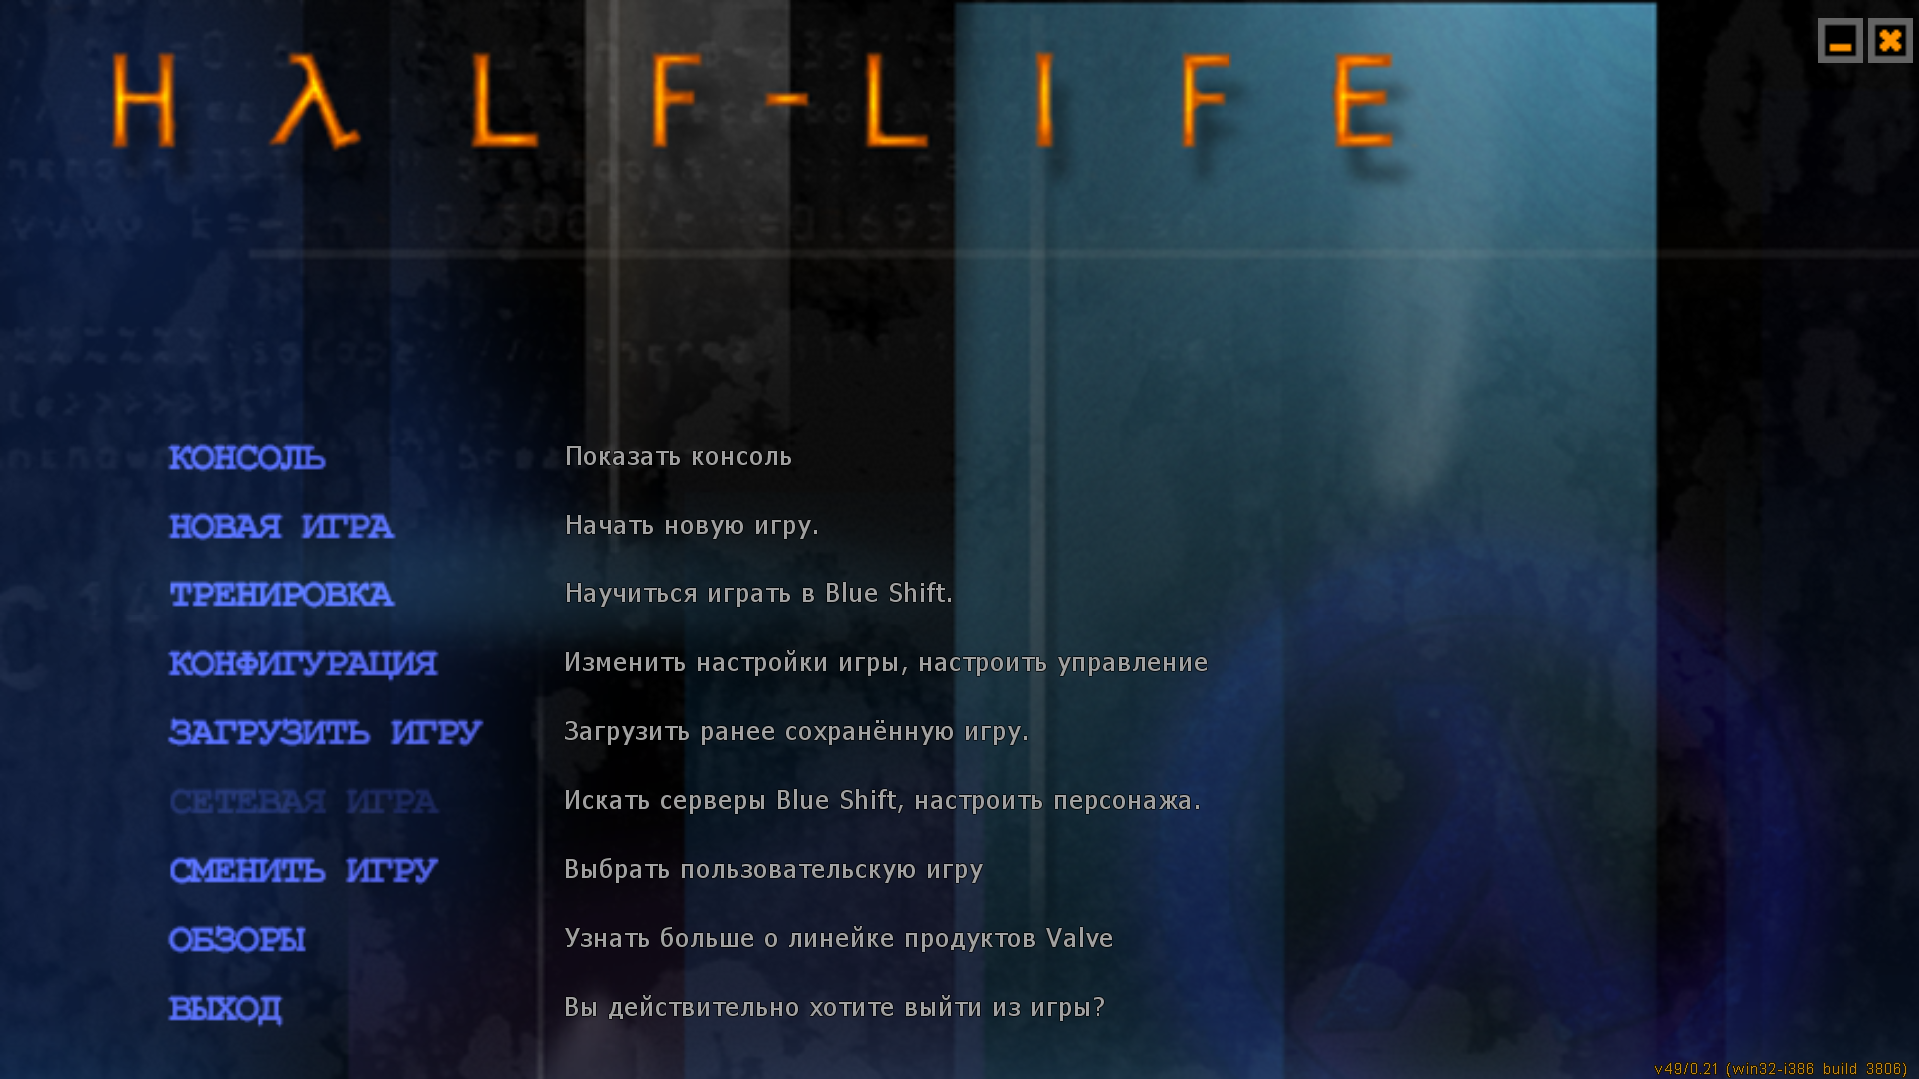 HλLF-LIFE
КОНСОЛЬ Показать консоль
НОВАЯ ИГРА Начать новую игру.
ТРЕНИРОВКА Научиться играть в Blue Shift.
КОНФИГУРАЦИЯ Изменить настройки игры, настроить управление
ЗАГРУЗИТЬ ИГРУ Загрузить ранее сохранённую игру.
СЕТЕВАЯ ИГРА Искать серверы Blue Shift, настроить персонажа.
СМЕНИТЬ ИГРУ Выбрать пользовательскую игру
ОБЗОРЫ Узнать больше о линейке продуктов Valve
ВЫХОД Вы действительно хотите выйти из игры?
v49/0.21 (win32-i386 build 3806)